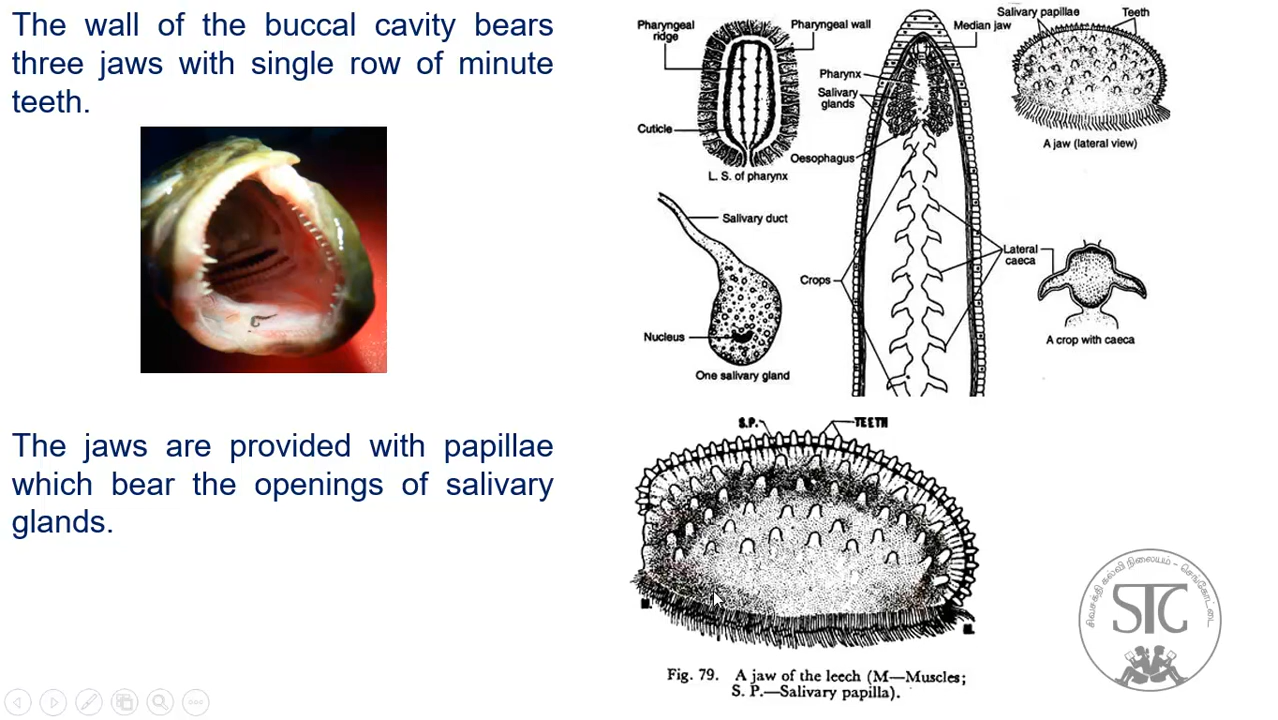 The wall of the buccal cavity bears
three jaws with single row of minute
teeth.
The jaws are provided with papillae
which bear the openings of salivary
glands.
Pharyngeal
ridge
Pharyngeal wall
Cuticle
L. S. of pharynx
Median jaw
Pharynx
Salivary
glands
Oesophagus
Salivary papillae
Teeth
A jaw (lateral view)
Salivary duct
Nucleus
One salivary gland
Crops
Lateral
caeca
A crop with caeca
S.P.
TEETH
M.
M.
Fig. 79. A jaw of the leech (M—Muscles;
S. P.—Salivary papilla).
சிவசக்தி கல்வி நிலையம் - செங்கோட்டை
STC